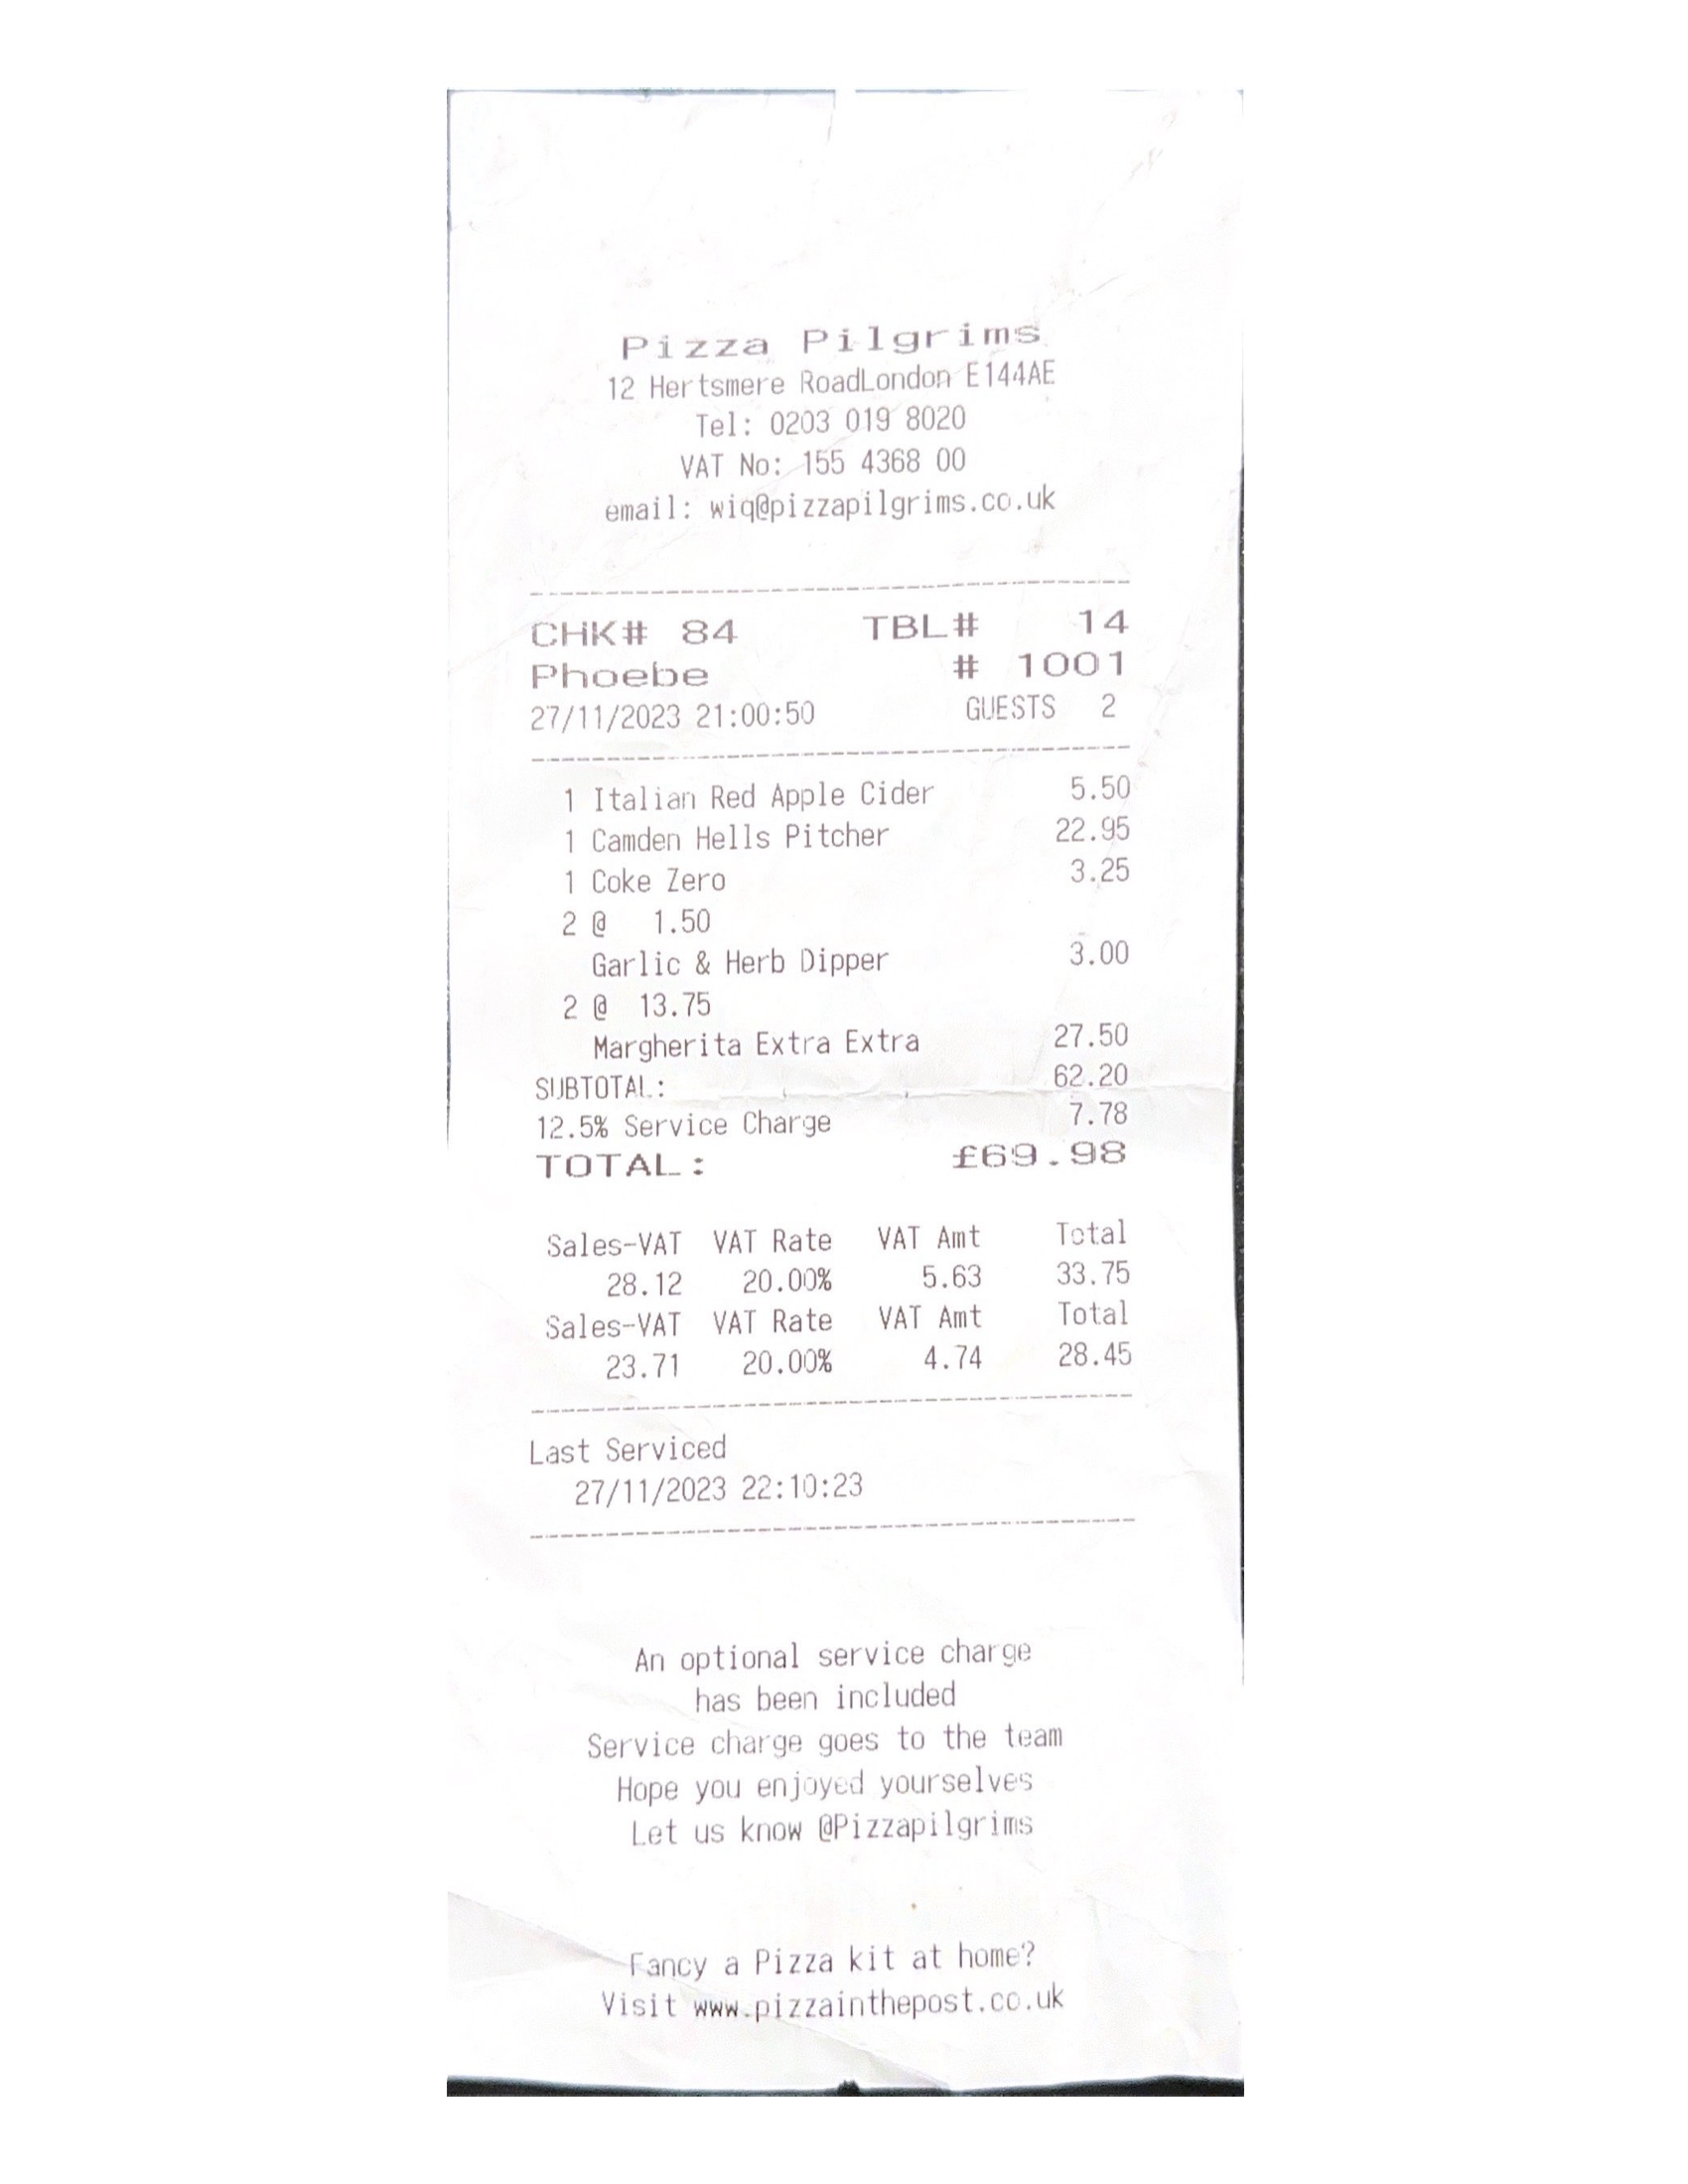 Pizza Pilgrims
12 Hertsmere RoadLondon E144AE
Tel: 0203 019 8020
VAT No: 155 4368 00
email: wiq@pizzapilgrims.co.uk
CHK# 84 TBL# 14
Phoebe # 1001
27/11/2023 21:00:50 GUESTS 2
1 Italian Red Apple Cider 5.50
1 Camden Hells Pitcher 22.95
1 Coke Zero 3.25
2 @ 1.50
Garlic & Herb Dipper 3.00
2 @ 13.75
Margherita Extra Extra 27.50
SUBTOTAL: 62.20
12.5% Service Charge 7.78
TOTAL: £69.98
Sales-VAT VAT Rate VAT Amt Total
28.12 20.00% 5.63 33.75
Sales-VAT VAT Rate VAT Amt Total
23.71 20.00% 4.74 28.45
Last Serviced
27/11/2023 22:10:23
An optional service charge
has been included
Service charge goes to the team
Hope you enjoyed yourselves
Let us know @Pizzapilgrims
Fancy a Pizza kit at home?
Visit www.pizzainthepost.co.uk